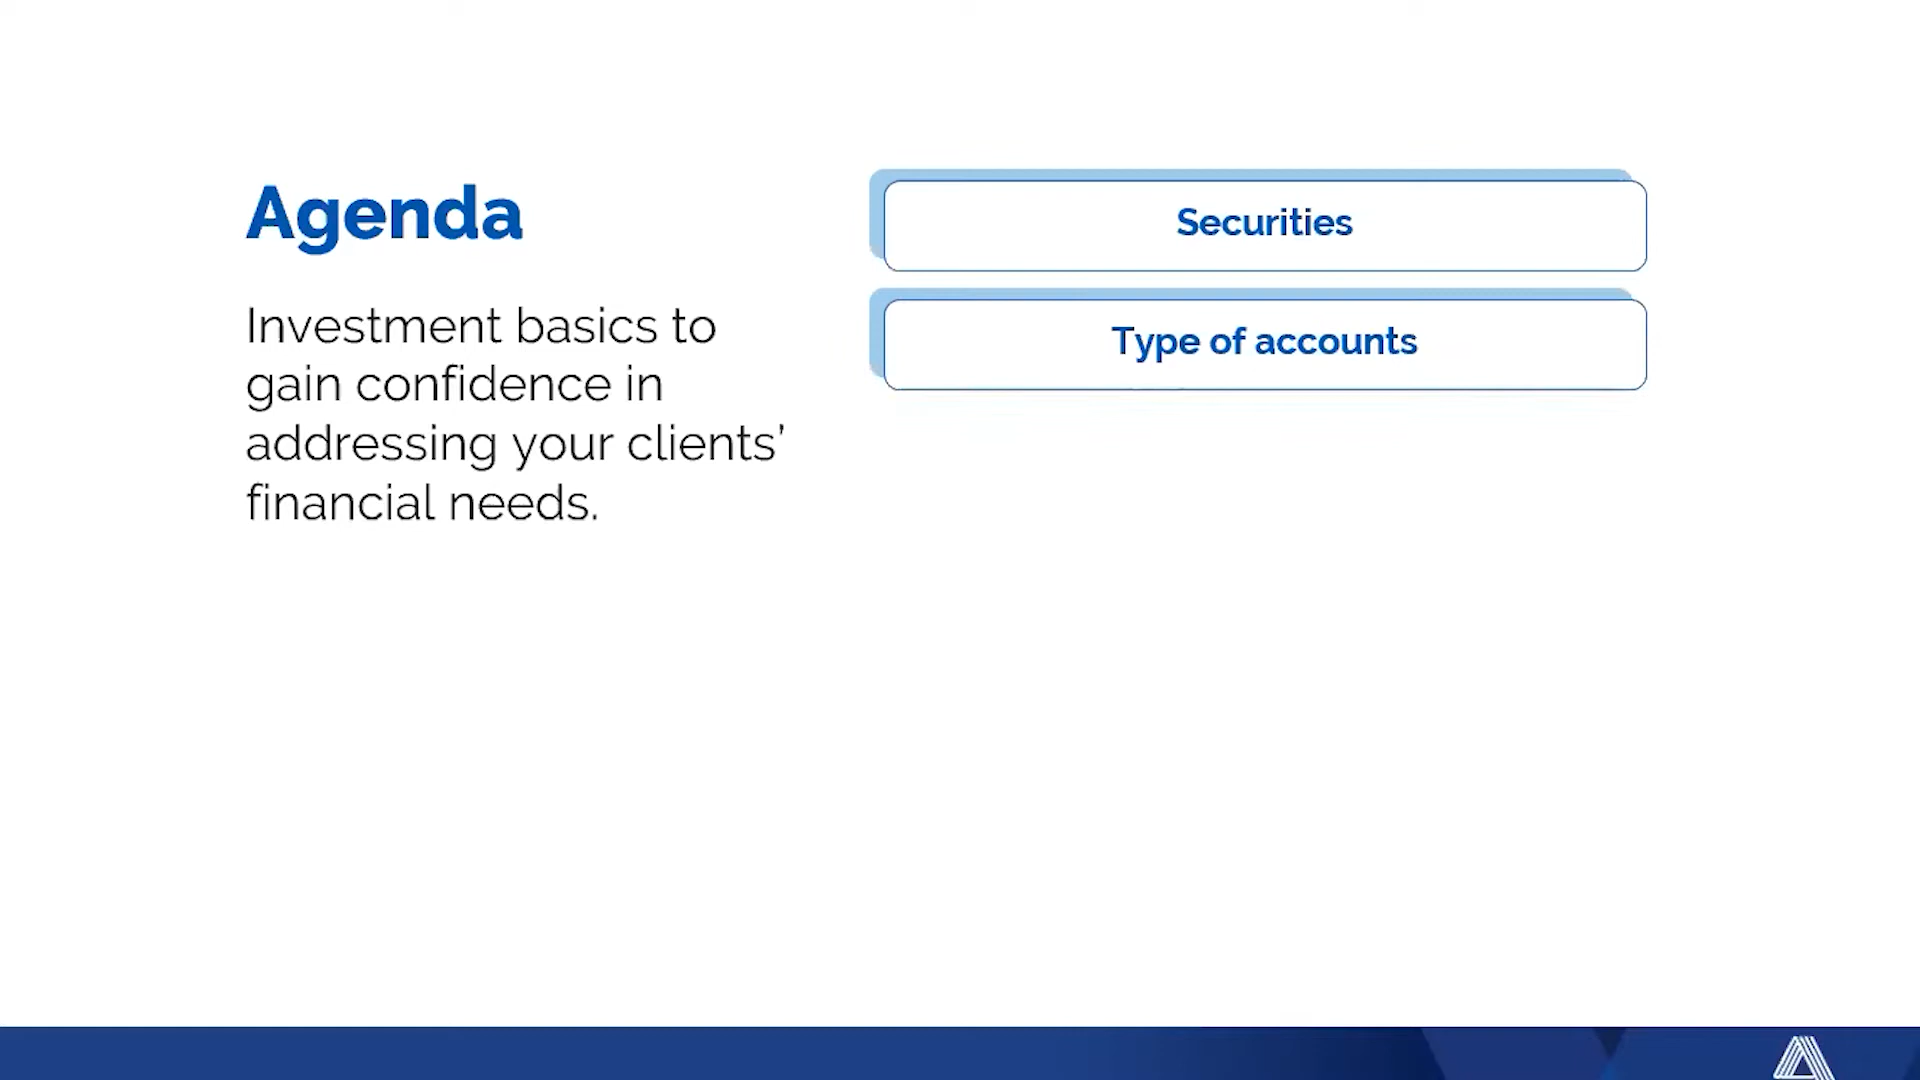 Agenda
Investment basics to
gain confidence in
addressing your clients’
financial needs.
Securities
Type of accounts